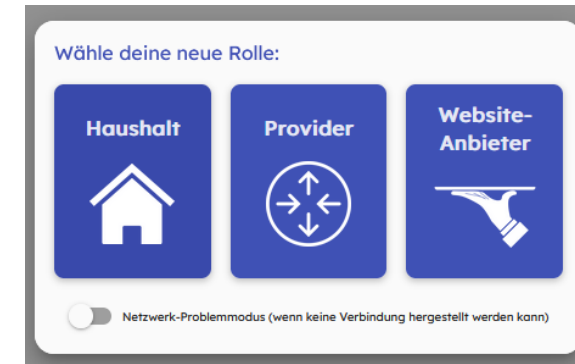 Wähle deine neue Rolle:
Haushalt
Provider
Website-
Anbieter
Netzwerk-Problemmodus (wenn keine Verbindung hergestellt werden kann)